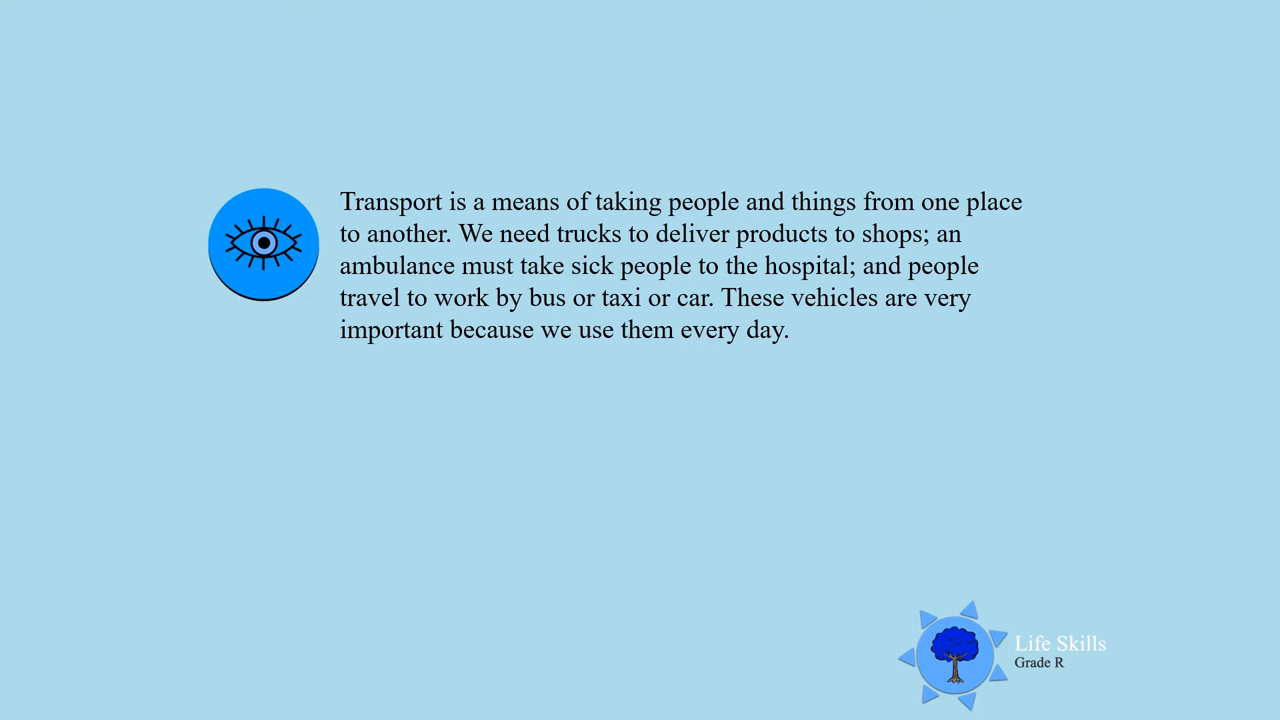 Transport is a means of taking people and things from one place
to another. We need trucks to deliver products to shops; an
ambulance must take sick people to the hospital; and people
travel to work by bus or taxi or car. These vehicles are very
important because we use them every day.
Life Skills
Grade R